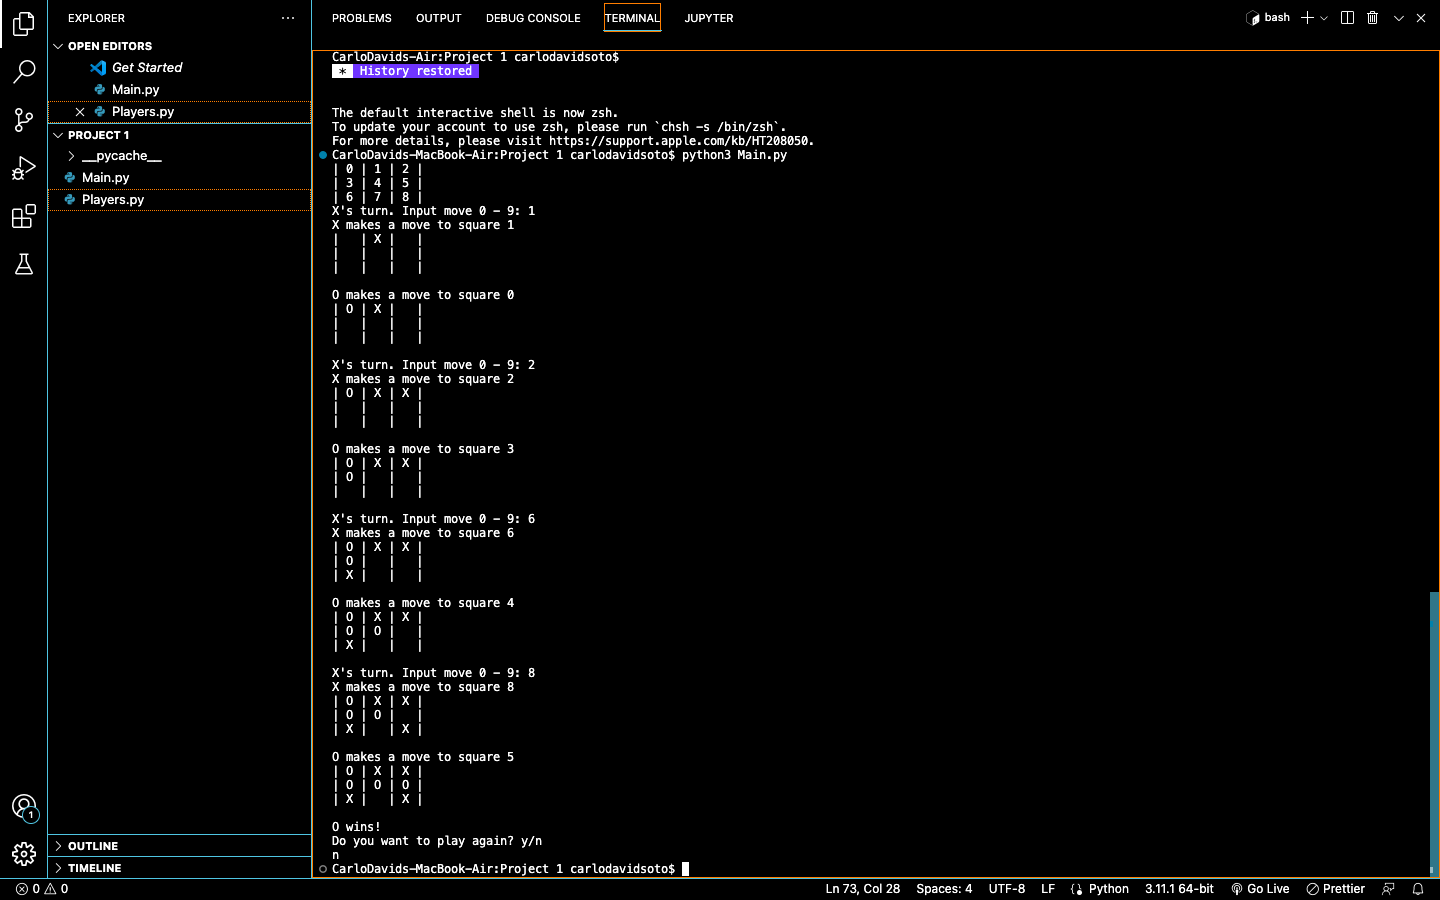 EXPLORER
OPEN EDITORS
Get Started
Main.py
Players.py
PROJECT 1
__pycache__
Main.py
Players.py
OUTLINE
TIMELINE
1
PROBLEMS OUTPUT DEBUG CONSOLE TERMINAL JUPYTER
bash
CarloDavids-Air:Project 1 carlodavidsoto$
* History restored
The default interactive shell is now zsh.
To update your account to use zsh, please run `chsh -s /bin/zsh`.
For more details, please visit https://support.apple.com/kb/HT208050.
CarloDavids-MacBook-Air:Project 1 carlodavidsoto$ python3 Main.py
| 0 | 1 | 2 |
| 3 | 4 | 5 |
| 6 | 7 | 8 |
X's turn. Input move 0 - 9: 1
X makes a move to square 1
|   | X |   |
|   |   |   |
|   |   |   |
O makes a move to square 0
| O | X |   |
|   |   |   |
|   |   |   |
X's turn. Input move 0 - 9: 2
X makes a move to square 2
| O | X | X |
|   |   |   |
|   |   |   |
O makes a move to square 3
| O | X | X |
| O |   |   |
|   |   |   |
X's turn. Input move 0 - 9: 6
X makes a move to square 6
| O | X | X |
| O |   |   |
| X |   |   |
O makes a move to square 4
| O | X | X |
| O | O |   |
| X |   |   |
X's turn. Input move 0 - 9: 8
X makes a move to square 8
| O | X | X |
| O | O |   |
| X |   | X |
O makes a move to square 5
| O | X | X |
| O | O | O |
| X |   | X |
O wins!
Do you want to play again? y/n
n
CarloDavids-MacBook-Air:Project 1 carlodavidsoto$
0 0 Ln 73, Col 28 Spaces: 4 UTF-8 LF Python 3.11.1 64-bit Go Live Prettier